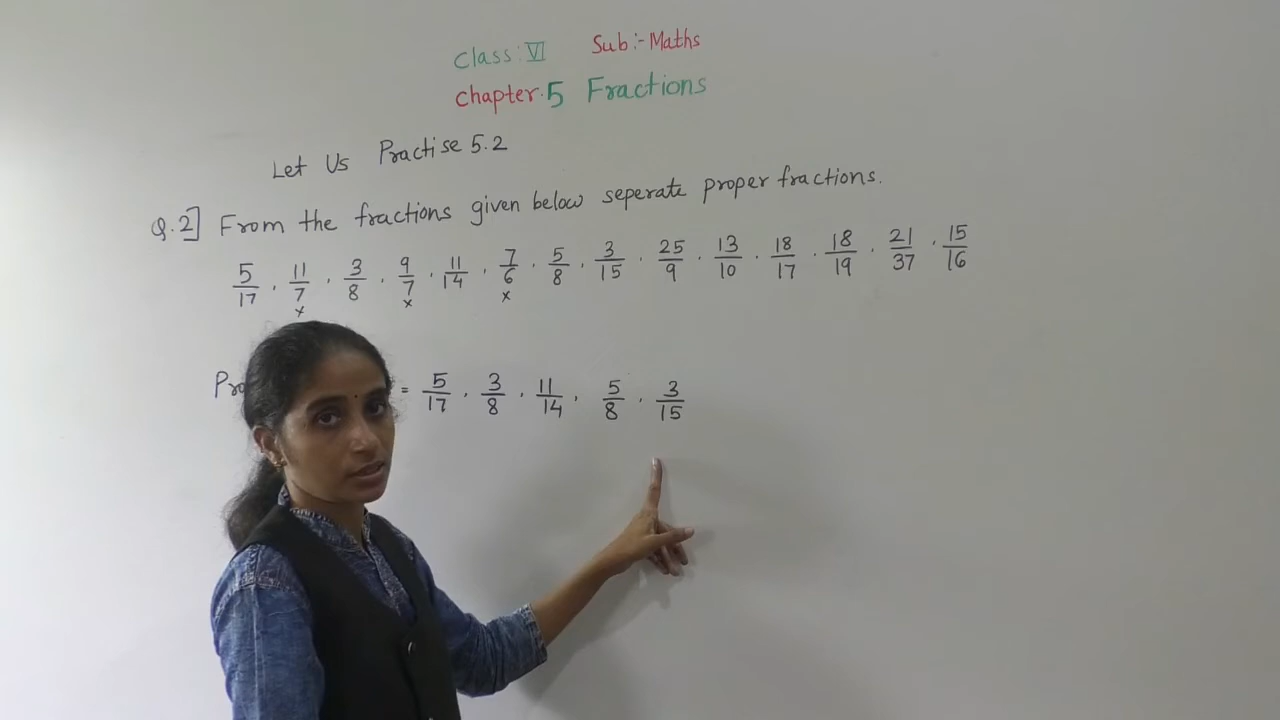 Class : VI Sub :- Maths
Chapter . 5 Fractions
Let Us Practise 5.2
Q.2] From the fractions given below seperate proper fractions.
5/17 , 11/7 , 3/8 , 9/7 , 11/14 , 7/6 , 5/8 , 3/15 , 25/9 , 13/10 , 18/17 , 18/19 , 21/37 , 15/16
x x x
= 5/17 , 3/8 , 11/14 , 5/8 , 3/15